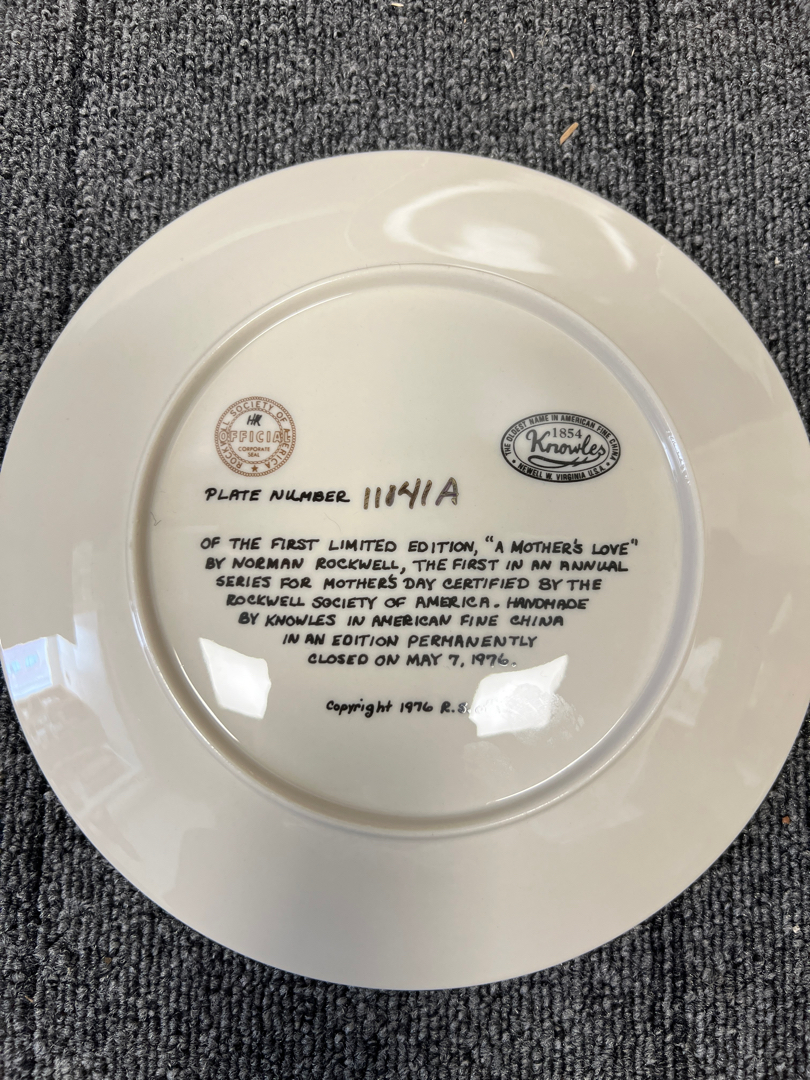 ROCKWELL SOCIETY OF AMERICA
HR
OFFICIAL
CORPORATE
SEAL
THE OLDEST NAME IN AMERICAN FINE CHINA
1854
Knowles
NEWELL W. VIRGINIA U.S.A.
PLATE NUMBER 11041A
OF THE FIRST LIMITED EDITION, "A MOTHER'S LOVE"
BY NORMAN ROCKWELL, THE FIRST IN AN ANNUAL
SERIES FOR MOTHER'S DAY CERTIFIED BY THE
ROCKWELL SOCIETY OF AMERICA. HANDMADE
BY KNOWLES IN AMERICAN FINE CHINA
IN AN EDITION PERMANENTLY
CLOSED ON MAY 7, 1976.
Copyright 1976